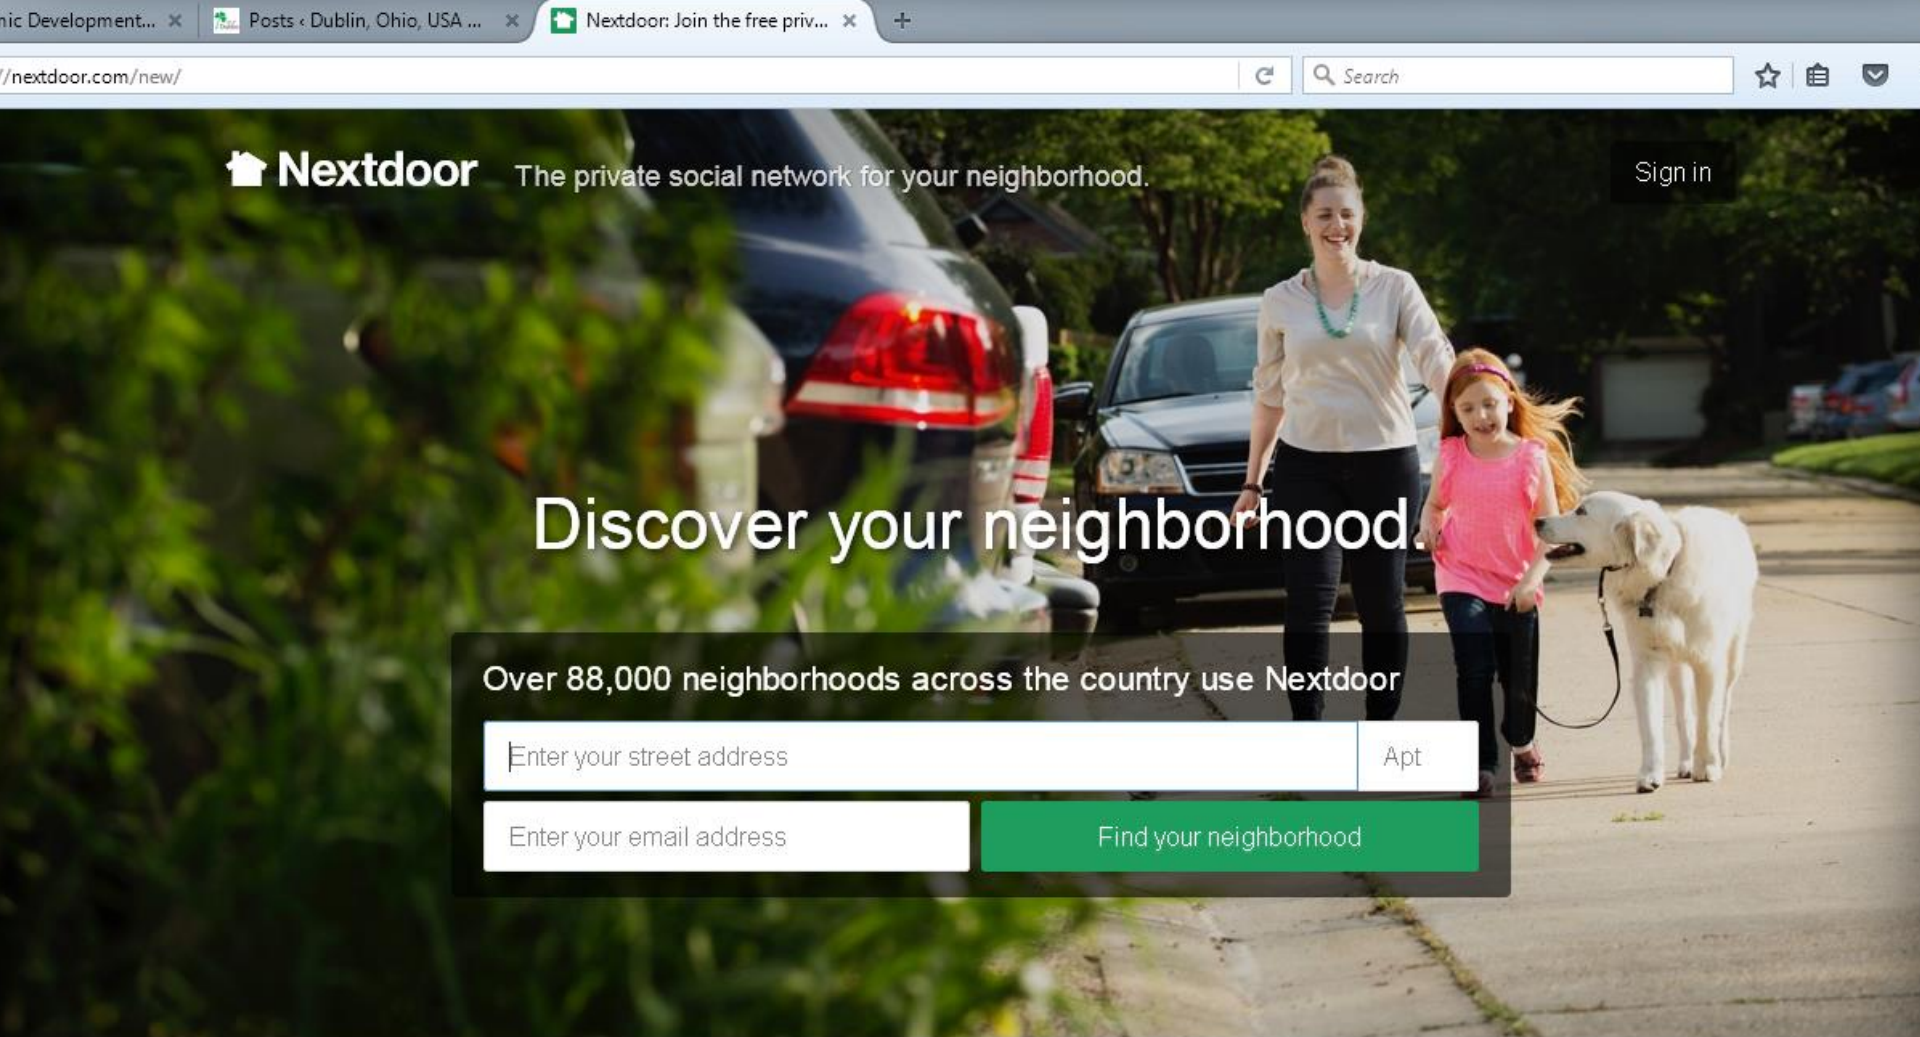 nic Development...
Posts ‹ Dublin, Ohio, USA ...
Nextdoor: Join the free priv...
//nextdoor.com/new/
Search
Nextdoor
The private social network for your neighborhood.
Sign in
Discover your neighborhood.
Over 88,000 neighborhoods across the country use Nextdoor
Enter your street address
Apt
Enter your email address
Find your neighborhood